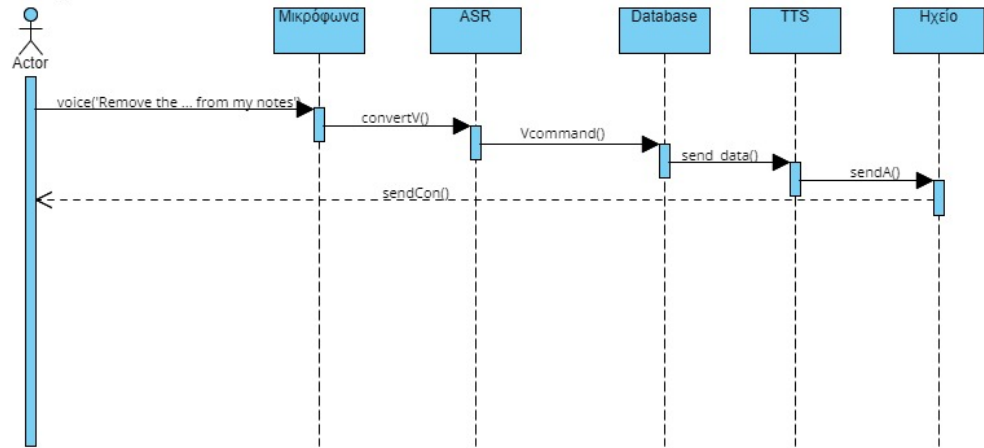 Μικρόφωνα
ASR
Database
TTS
Ηχείο
Actor
voice('Remove the ... from my notes')
convertV()
Vcommand()
send_data()
sendA()
sendCon()